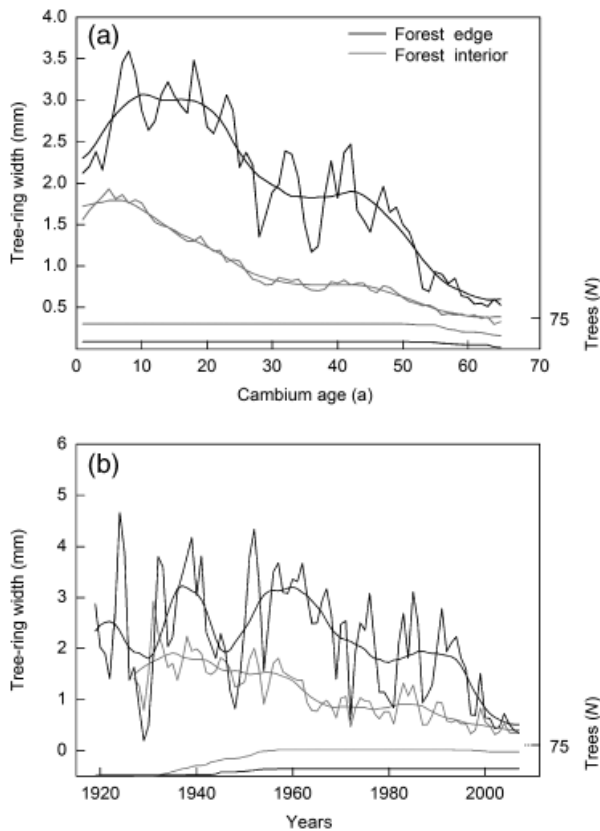 (a)
Forest edge
Forest interior
4.0
3.5
3.0
2.5
2.0
1.5
1.0
0.5
Tree-ring width (mm)
75
Trees (N)
0 10 20 30 40 50 60 70
Cambium age (a)
(b)
6
5
4
3
2
1
0
Tree-ring width (mm)
75
Trees (N)
1920 1940 1960 1980 2000
Years